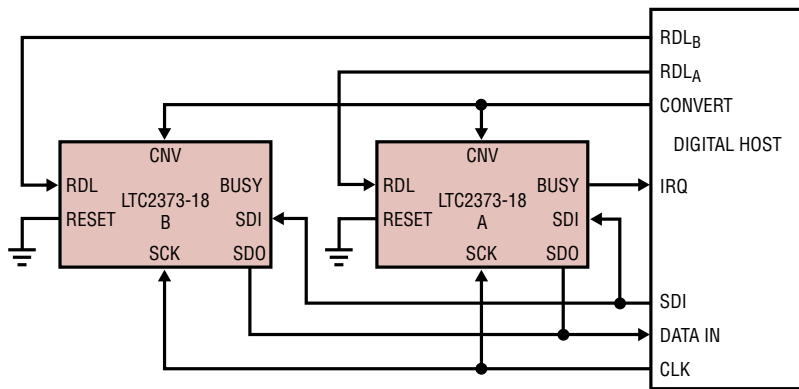 RDLB
RDLA
CONVERT
DIGITAL HOST
CNV
CNV
RDL
BUSY
RDL
BUSY
IRQ
LTC2373-18
LTC2373-18
RESET
B
SDI
RESET
A
SDI
SCK
SDO
SCK
SDO
SDI
DATA IN
CLK